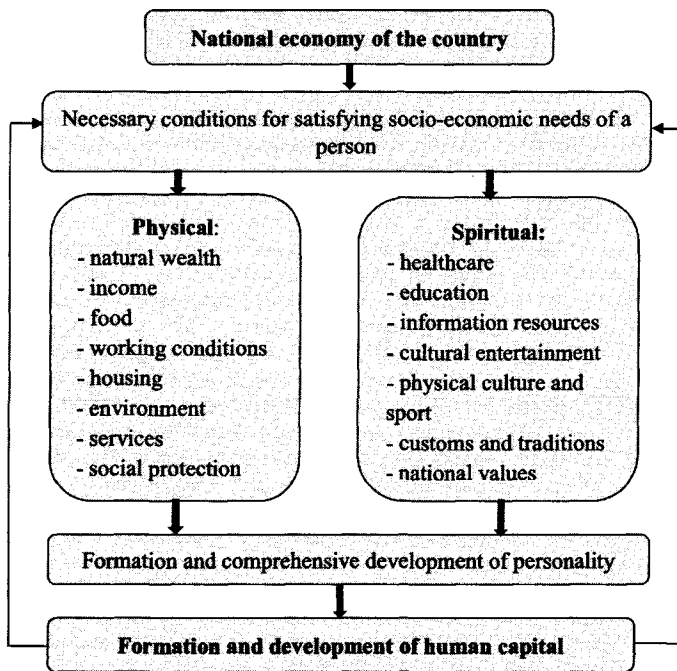 National economy of the country
Necessary conditions for satisfying socio-economic needs of a
person
Physical:
- natural wealth
- income
- food
- working conditions
- housing
- environment
- services
- social protection
Spiritual:
- healthcare
- education
- information resources
- cultural entertainment
- physical culture and
sport
- customs and traditions
- national values
Formation and comprehensive development of personality
Formation and development of human capital